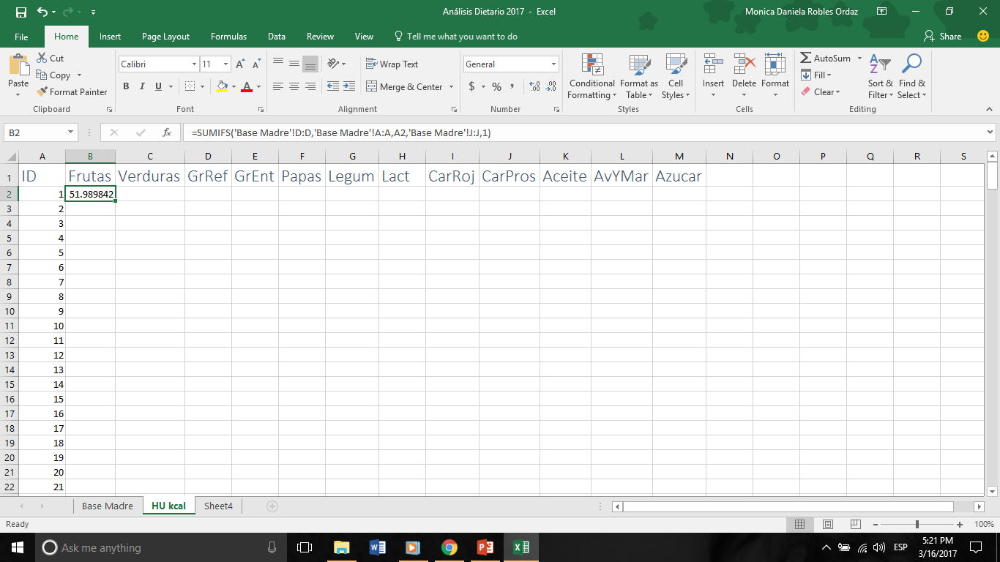 Análisis Dietario 2017 - Excel
Monica Daniela Robles Ordaz
File Home Insert Page Layout Formulas Data Review View Tell me what you want to do Share
Paste
Cut
Copy
Format Painter
Clipboard
Calibri 11
B I U
Font
Wrap Text
Merge & Center
Alignment
General
$ % ,
Number
Conditional Formatting
Format as Table
Cell Styles
Styles
Insert Delete Format
Cells
AutoSum
Fill
Clear
Sort & Filter
Find & Select
Editing
B2 fx =SUMIFS('Base Madre'!D:D,'Base Madre'!A:A,A2,'Base Madre'!J:J,1)
A B C D E F G H I J K L M N O P Q R S
1 ID Frutas Verduras GrRef GrEnt Papas Legum Lact CarRoj CarPros Aceite AvYMar Azucar
2 1 51.989842
3 2
4 3
5 4
6 5
7 6
8 7
9 8
10 9
11 10
12 11
13 12
14 13
15 14
16 15
17 16
18 17
19 18
20 19
21 20
22 21
Base Madre HU kcal Sheet4
Ready 100%
Ask me anything
ESP
5:21 PM
3/16/2017